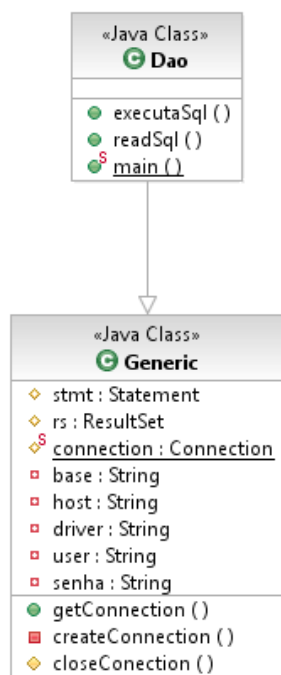 «Java Class»
Dao
executaSql ( )
readSql ( )
S main ( )
«Java Class»
Generic
stmt : Statement
rs : ResultSet
S connection : Connection
base : String
host : String
driver : String
user : String
senha : String
getConnection ( )
createConnection ( )
closeConection ( )